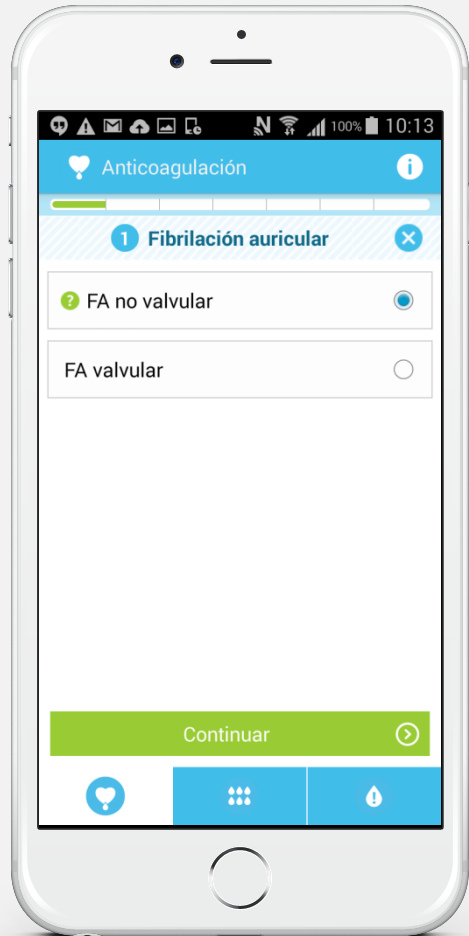 100% 10:13
Anticoagulación
1 Fibrilación auricular
? FA no valvular
FA valvular
Continuar